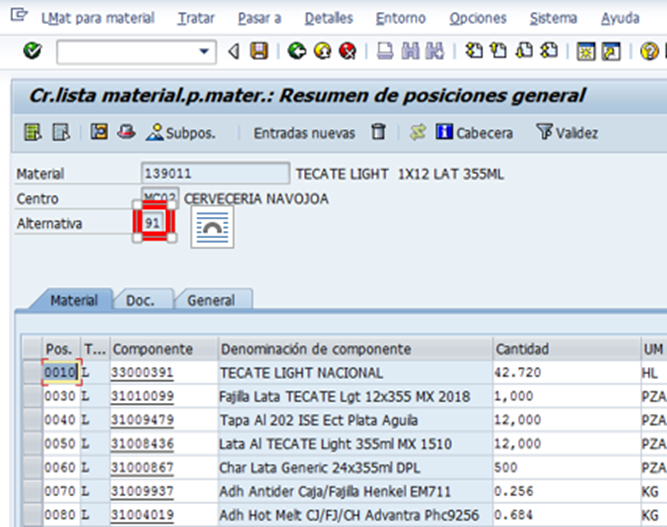 LMat para material Tratar Pasar a Detalles Entorno Opciones Sistema Ayuda
Cr.lista material.p.mater.: Resumen de posiciones general
Subpos. Entradas nuevas Cabecera Validez
Material 139011 TECATE LIGHT 1X12 LAT 355ML
Centro MC02 CERVECERIA NAVOJOA
Alternativa 91
Material Doc. General
Pos. T... Componente Denominación de componente Cantidad UM
0010 L 33000391 TECATE LIGHT NACIONAL 42.720 HL
0030 L 31010099 Fajilla Lata TECATE Lgt 12x355 MX 2018 1,000 PZA
0040 L 31009479 Tapa Al 202 ISE Ect Plata Aguila 12,000 PZA
0050 L 31008436 Lata Al TECATE Light 355ml MX 1510 12,000 PZA
0060 L 31000867 Char Lata Generic 24x355ml DPL 500 PZA
0070 L 31009937 Adh Antider Caja/Fajilla Henkel EM711 0.256 KG
0080 L 31004019 Adh Hot Melt CJ/FJ/CH Advantra Phc9256 0.684 KG